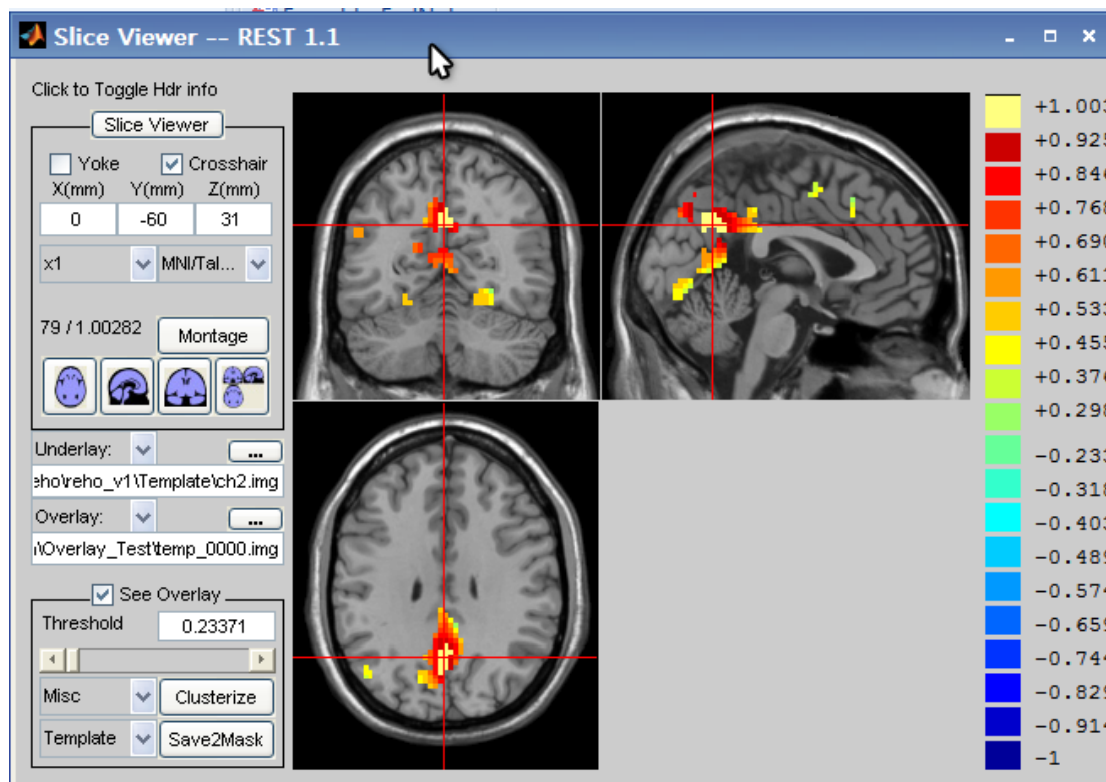 Slice Viewer -- REST 1.1
Click to Toggle Hdr info
Slice Viewer
Yoke
Crosshair
X(mm) Y(mm) Z(mm)
0 -60 31
x1 MNI/Tal...
79 / 1.00282 Montage
Underlay: ...
eho\reho_v1\Template\ch2.img
Overlay: ...
\Overlay_Test\temp_0000.img
See Overlay
Threshold 0.23371
Misc Clusterize
Template Save2Mask
+1.003
+0.925
+0.846
+0.768
+0.690
+0.611
+0.533
+0.455
+0.376
+0.298
-0.233
-0.318
-0.403
-0.489
-0.574
-0.659
-0.744
-0.829
-0.914
-1